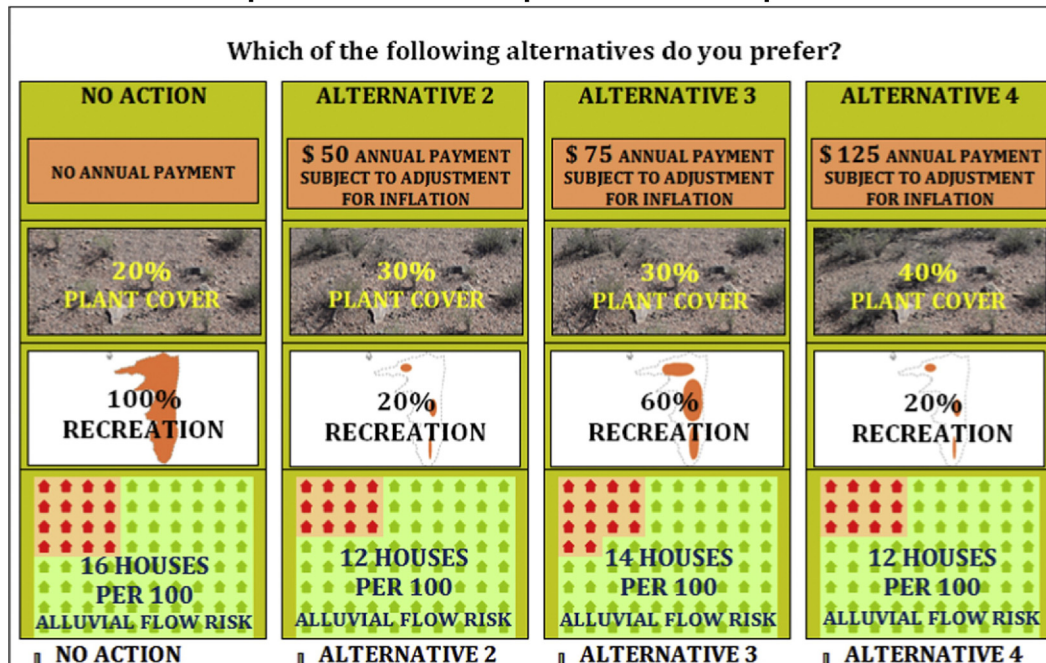 Which of the following alternatives do you prefer?
NO ACTION
NO ANNUAL PAYMENT
20%
PLANT COVER
100%
RECREATION
16 HOUSES
PER 100
ALLUVIAL FLOW RISK
ALTERNATIVE 2
$ 50 ANNUAL PAYMENT
SUBJECT TO ADJUSTMENT
FOR INFLATION
30%
PLANT COVER
20%
RECREATION
12 HOUSES
PER 100
ALLUVIAL FLOW RISK
ALTERNATIVE 3
$ 75 ANNUAL PAYMENT
SUBJECT TO ADJUSTMENT
FOR INFLATION
30%
PLANT COVER
60%
RECREATION
14 HOUSES
PER 100
ALLUVIAL FLOW RISK
ALTERNATIVE 4
$ 125 ANNUAL PAYMENT
SUBJECT TO ADJUSTMENT
FOR INFLATION
40%
PLANT COVER
20%
RECREATION
12 HOUSES
PER 100
ALLUVIAL FLOW RISK
NO ACTION
ALTERNATIVE 2
ALTERNATIVE 3
ALTERNATIVE 4